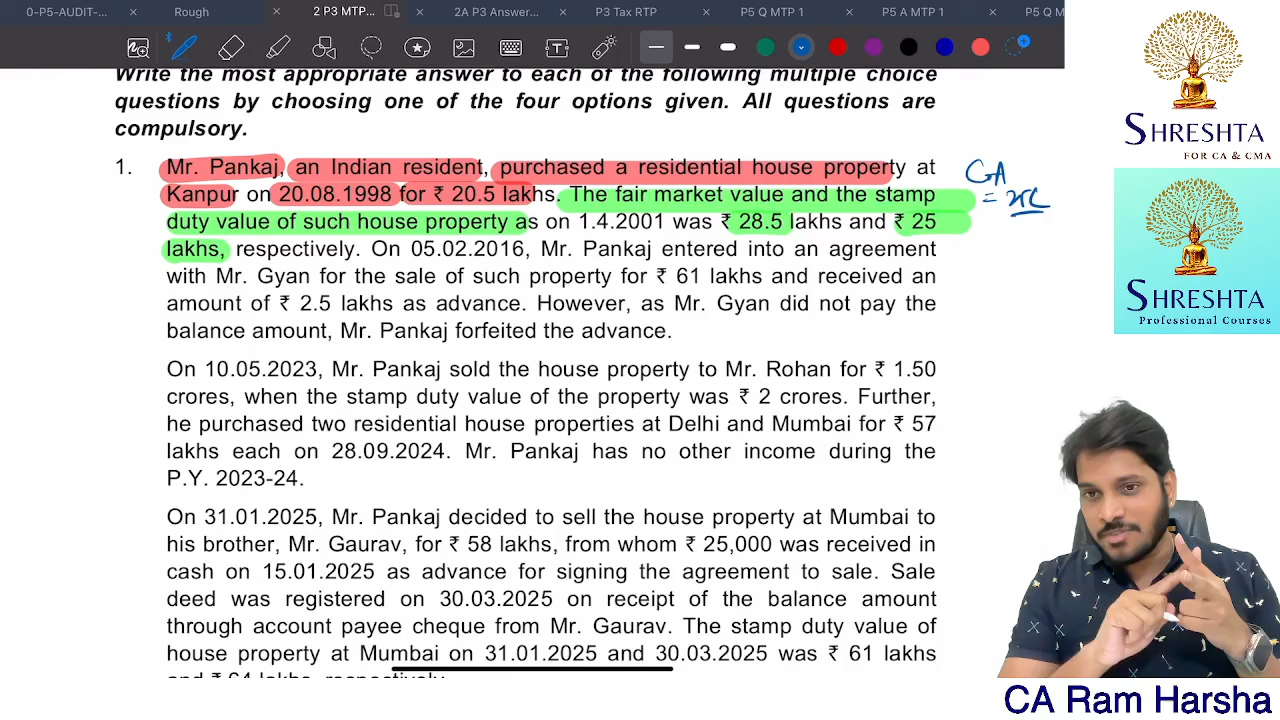 0-P5-AUDIT-...
Rough
2 P3 MTP...
2A P3 Answer...
P3 Tax RTP
P5 Q MTP 1
P5 A MTP 1
P5 Q M
Write the most appropriate answer to each of the following multiple choice
questions by choosing one of the four options given. All questions are
compulsory.
1. Mr. Pankaj, an Indian resident, purchased a residential house property at
Kanpur on 20.08.1998 for ₹ 20.5 lakhs. The fair market value and the stamp
duty value of such house property as on 1.4.2001 was ₹ 28.5 lakhs and ₹ 25
lakhs, respectively. On 05.02.2016, Mr. Pankaj entered into an agreement
with Mr. Gyan for the sale of such property for ₹ 61 lakhs and received an
amount of ₹ 2.5 lakhs as advance. However, as Mr. Gyan did not pay the
balance amount, Mr. Pankaj forfeited the advance.
On 10.05.2023, Mr. Pankaj sold the house property to Mr. Rohan for ₹ 1.50
crores, when the stamp duty value of the property was ₹ 2 crores. Further,
he purchased two residential house properties at Delhi and Mumbai for ₹ 57
lakhs each on 28.09.2024. Mr. Pankaj has no other income during the
P.Y. 2023-24.
On 31.01.2025, Mr. Pankaj decided to sell the house property at Mumbai to
his brother, Mr. Gaurav, for ₹ 58 lakhs, from whom ₹ 25,000 was received in
cash on 15.01.2025 as advance for signing the agreement to sale. Sale
deed was registered on 30.03.2025 on receipt of the balance amount
through account payee cheque from Mr. Gaurav. The stamp duty value of
house property at Mumbai on 31.01.2025 and 30.03.2025 was ₹ 61 lakhs
and ₹ 64 lakhs, respectively.
SHRESHTA
FOR CA & CMA
SHRESHTA
Professional Courses
CA Ram Harsha